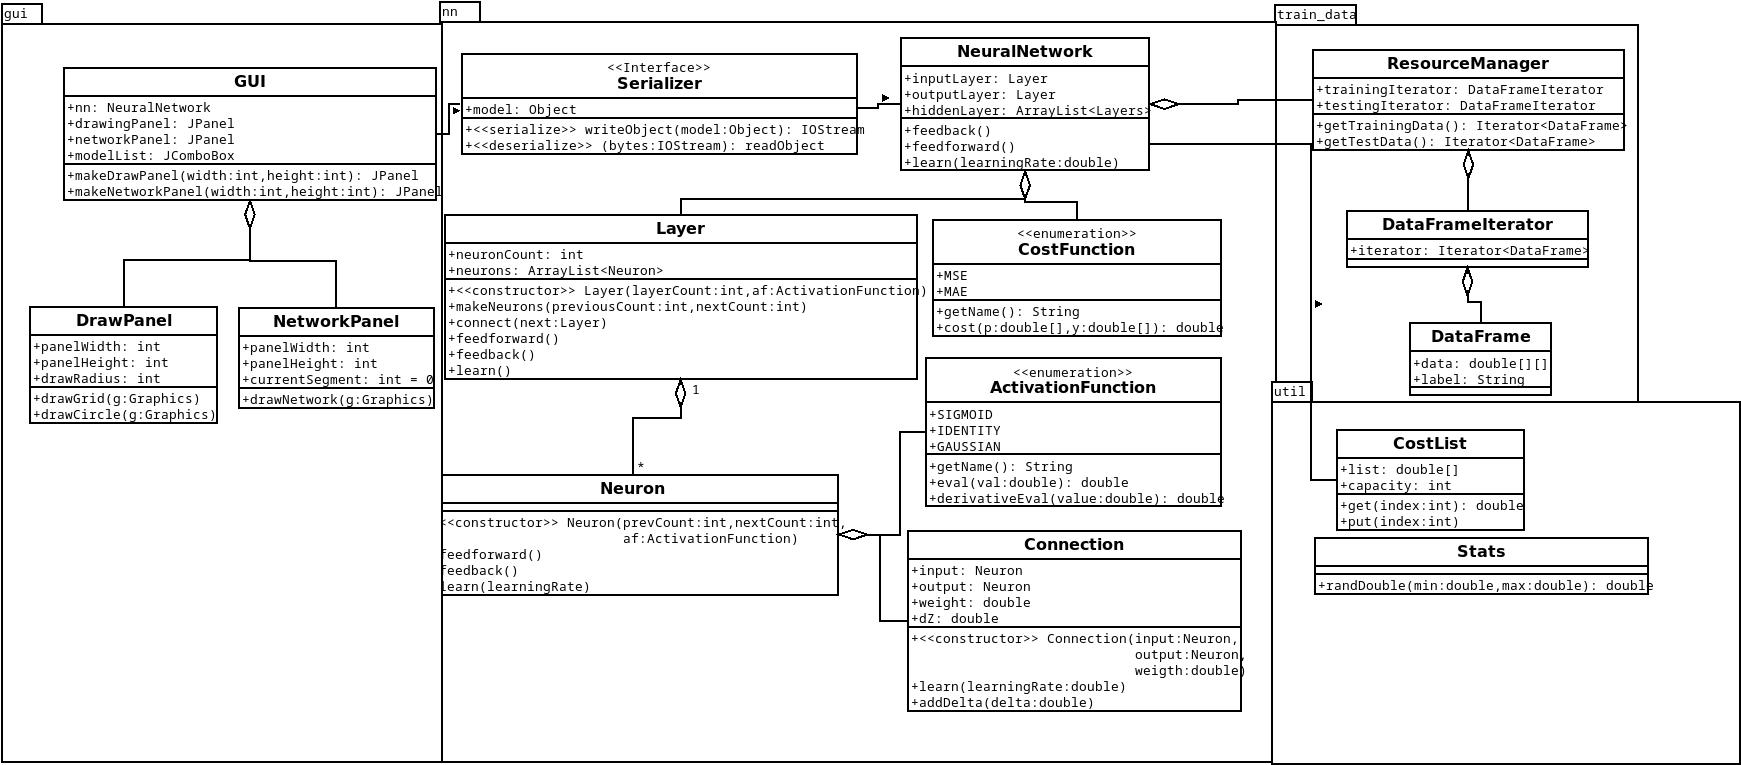 gui
GUI
+nn: NeuralNetwork
+drawingPanel: JPanel
+networkPanel: JPanel
+modelList: JComboBox
+makeDrawPanel(width:int,height:int): JPanel
+makeNetworkPanel(width:int,height:int): JPanel
DrawPanel
+panelWidth: int
+panelHeight: int
+drawRadius: int
+drawGrid(g:Graphics)
+drawCircle(g:Graphics)
NetworkPanel
+panelWidth: int
+panelHeight: int
+currentSegment: int = 0
+drawNetwork(g:Graphics)
nn
<<Interface>>
Serializer
+model: Object
+<<serialize>> writeObject(model:Object): IOStream
+<<deserialize>> (bytes:IOStream): readObject
NeuralNetwork
+inputLayer: Layer
+outputLayer: Layer
+hiddenLayer: ArrayList<Layers>
+feedback()
+feedforward()
+learn(learningRate:double)
Layer
+neuronCount: int
+neurons: ArrayList<Neuron>
+<<constructor>> Layer(layerCount:int,af:ActivationFunction)
+makeNeurons(previousCount:int,nextCount:int)
+connect(next:Layer)
+feedforward()
+feedback()
+learn()
1
*
<<enumeration>>
CostFunction
+MSE
+MAE
+getName(): String
+cost(p:double[],y:double[]): double
<<enumeration>>
ActivationFunction
+SIGMOID
+IDENTITY
+GAUSSIAN
+getName(): String
+eval(val:double): double
+derivativeEval(value:double): double
Neuron
<<constructor>> Neuron(prevCount:int,nextCount:int,
af:ActivationFunction)
feedforward()
feedback()
learn(learningRate)
Connection
+input: Neuron
+output: Neuron
+weight: double
+dZ: double
+<<constructor>> Connection(input:Neuron,
output:Neuron,
weigth:double)
+learn(learningRate:double)
+addDelta(delta:double)
train_data
ResourceManager
+trainingIterator: DataFrameIterator
+testingIterator: DataFrameIterator
+getTrainingData(): Iterator<DataFrame>
+getTestData(): Iterator<DataFrame>
DataFrameIterator
+iterator: Iterator<DataFrame>
DataFrame
+data: double[][]
+label: String
util
CostList
+list: double[]
+capacity: int
+get(index:int): double
+put(index:int)
Stats
+randDouble(min:double,max:double): double